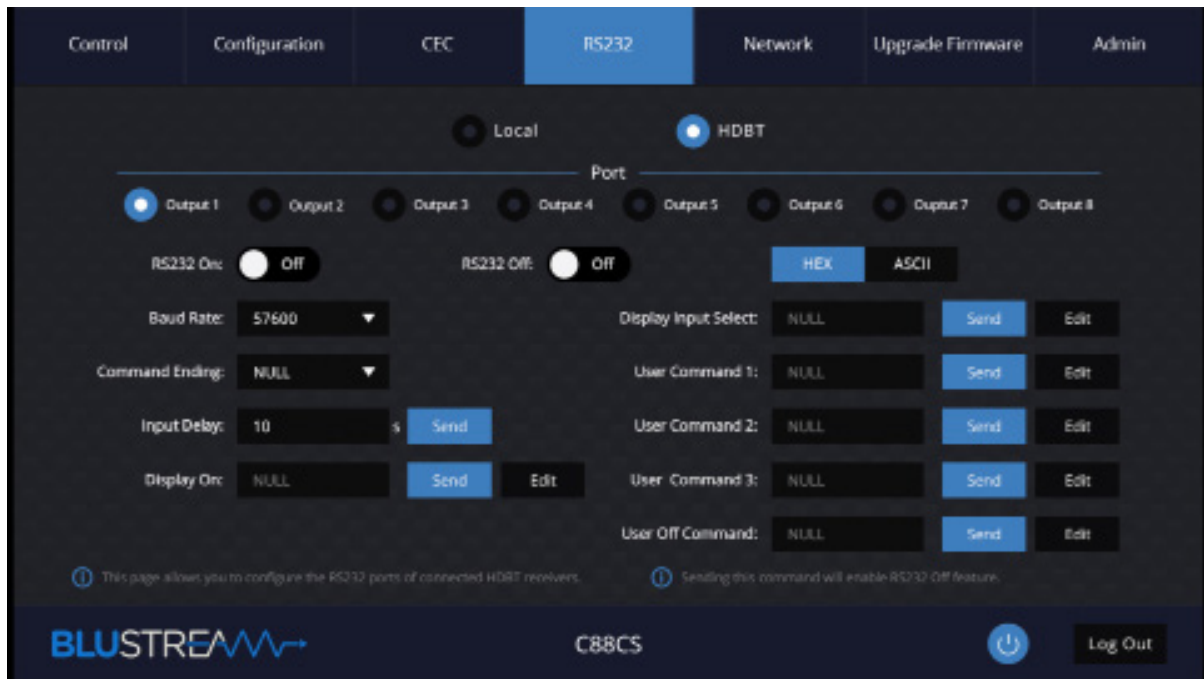 Control Configuration CEC RS232 Network Upgrade Firmware Admin
Local HDBT
Port
Output 1 Output 2 Output 3 Output 4 Output 5 Output 6 Ouptut 7 Output 8
RS232 On: Off RS232 Off: Off HEX ASCII
Baud Rate: 57600 Display Input Select: NULL Send Edit
Command Ending: NULL User Command 1: NULL Send Edit
Input Delay: 10 s Send User Command 2: NULL Send Edit
Display On: NULL Send Edit User Command 3: NULL Send Edit
User Off Command: NULL Send Edit
This page allows you to configure the RS232 ports of connected HDBT receivers. Sending this command will enable RS232 Off feature.
BLUSTREAM C88CS Log Out